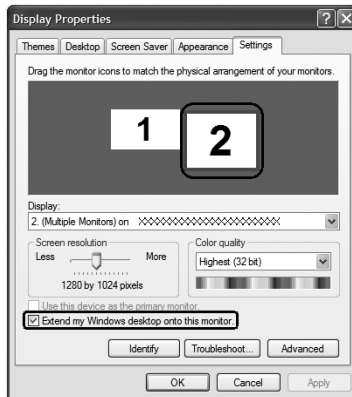 Display Properties
Themes Desktop Screen Saver Appearance Settings
Drag the monitor icons to match the physical arrangement of your monitors.
1 2
Display:
2. (Multiple Monitors) on XXXXXXXXXXXXXXXXXXXXXXX
Screen resolution
Less More
1280 by 1024 pixels
Color quality
Highest (32 bit)
Use this device as the primary monitor.
Extend my Windows desktop onto this monitor.
Identify Troubleshoot... Advanced
OK Cancel Apply